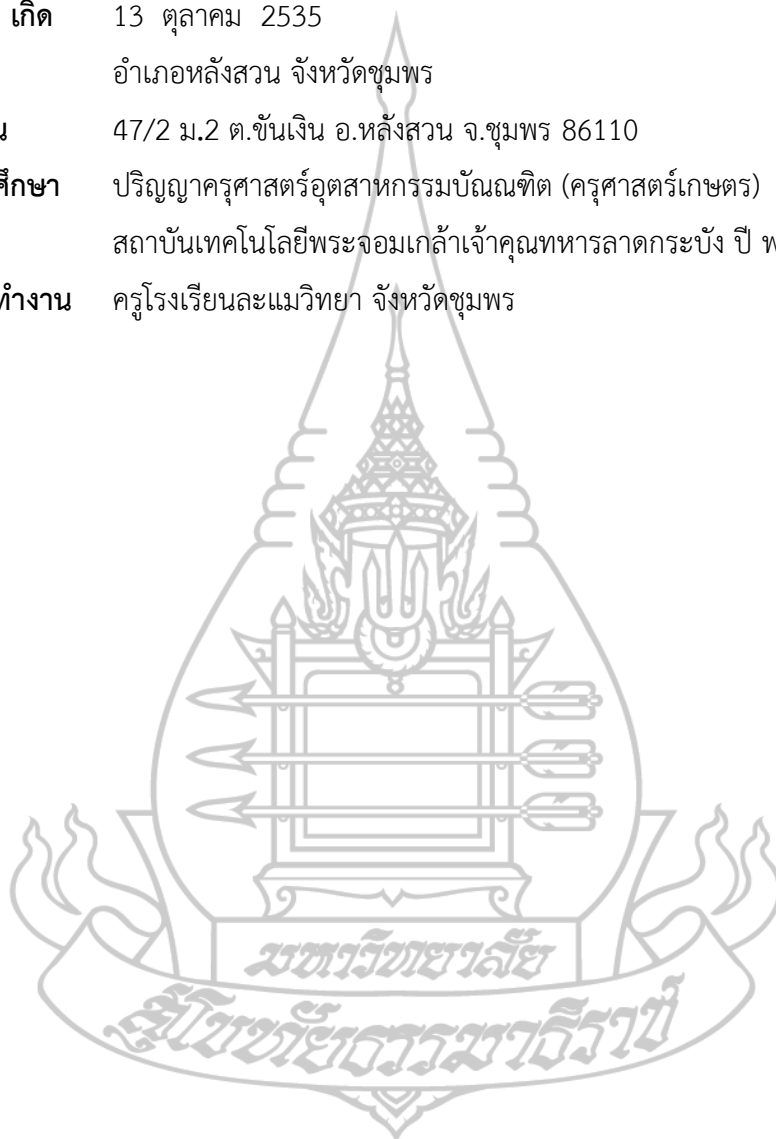 เกิด 13 ตุลาคม 2535
อำเภอหลังสวน จังหวัดชุมพร
น 47/2 ม.2 ต.ขันเงิน อ.หลังสวน จ.ชุมพร 86110
ศึกษา ปริญญาครุศาสตร์อุตสาหกรรมบัณณฑิต (ครุศาสตร์เกษตร)
สถาบันเทคโนโลยีพระจอมเกล้าเจ้าคุณทหารลาดกระบัง ปี พ
ทำงาน ครูโรงเรียนละแมวิทยา จังหวัดชุมพร
มหาวิทยาลัย
สุโขทัยธรรมาธิราช